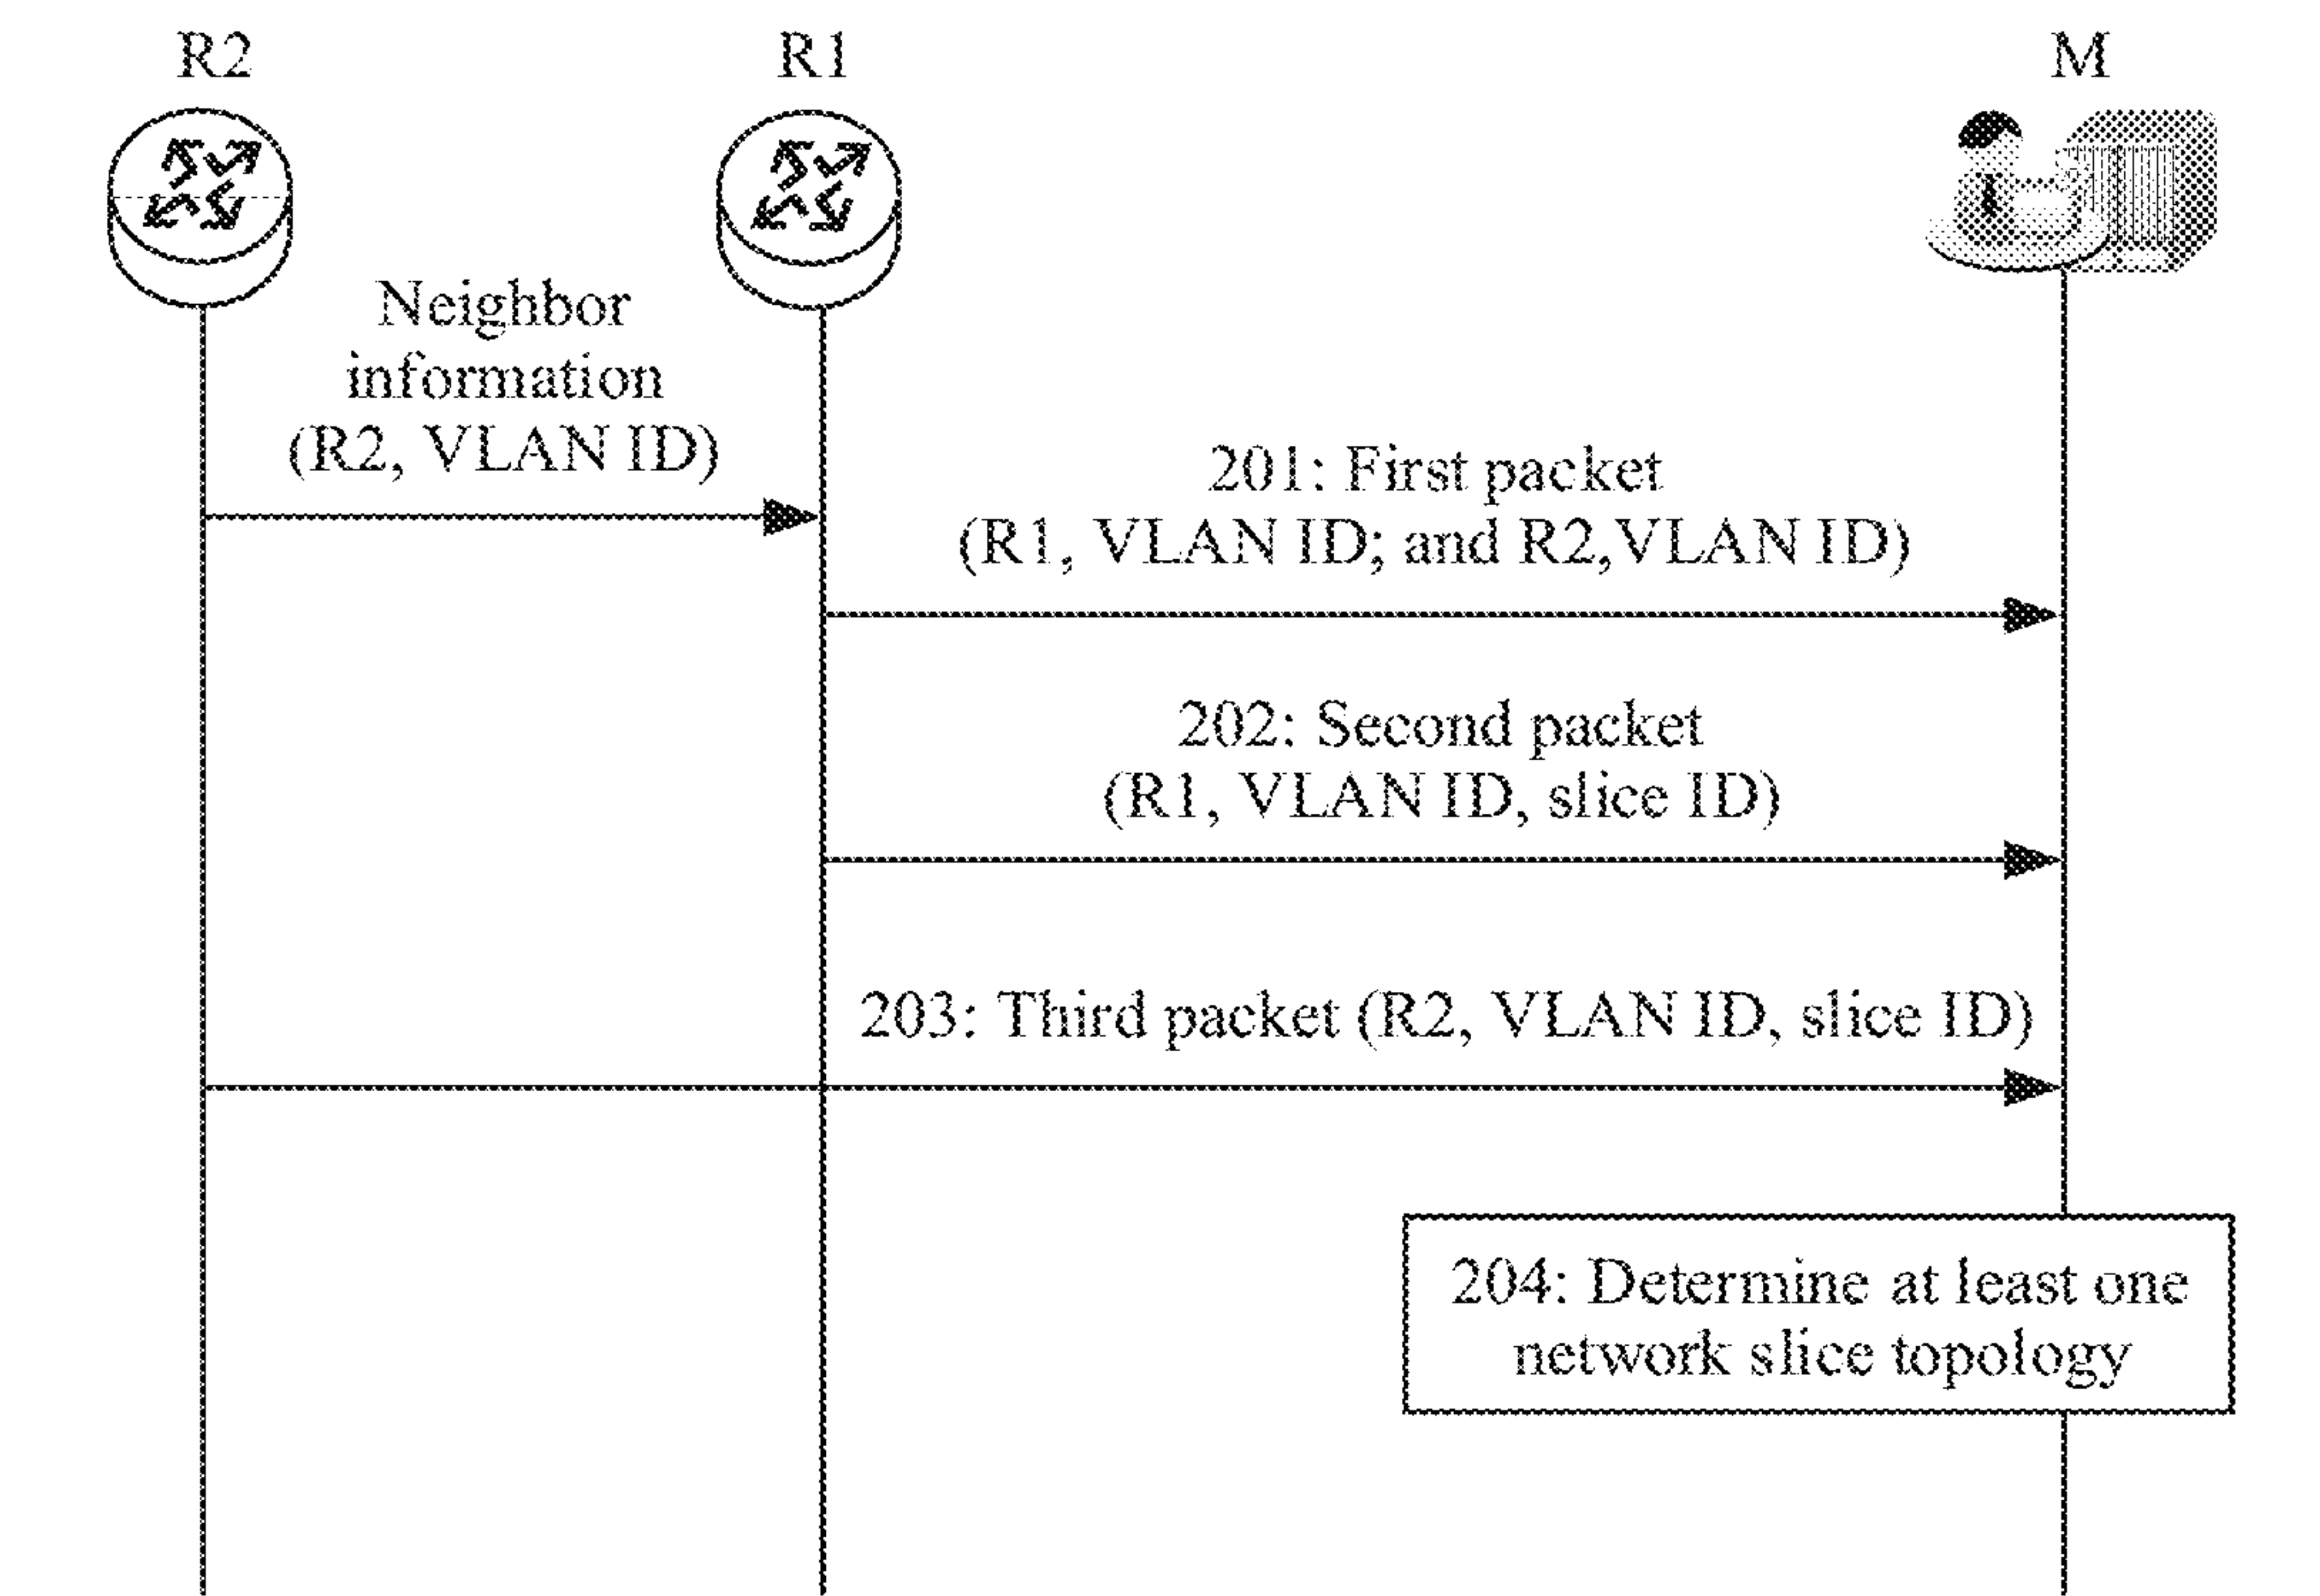 R2
R1
M
Neighbor
information
(R2, VLAN ID)
201: First packet
(R1, VLAN ID; and R2,VLAN ID)
202: Second packet
(R1, VLAN ID, slice ID)
203: Third packet (R2, VLAN ID, slice ID)
204: Determine at least one
network slice topology